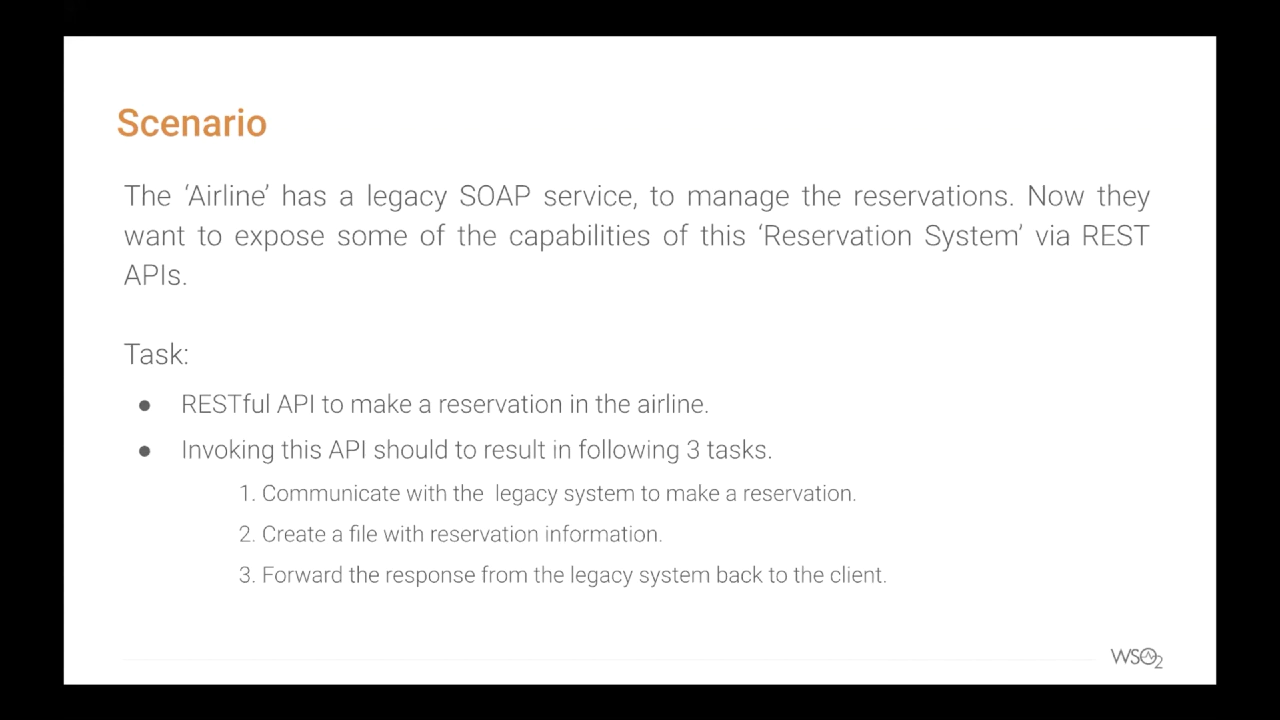 Scenario
The ‘Airline’ has a legacy SOAP service, to manage the reservations. Now they
want to expose some of the capabilities of this ‘Reservation System’ via REST
APIs.
Task:
● RESTful API to make a reservation in the airline.
● Invoking this API should to result in following 3 tasks.
1. Communicate with the legacy system to make a reservation.
2. Create a file with reservation information.
3. Forward the response from the legacy system back to the client.
WSO2